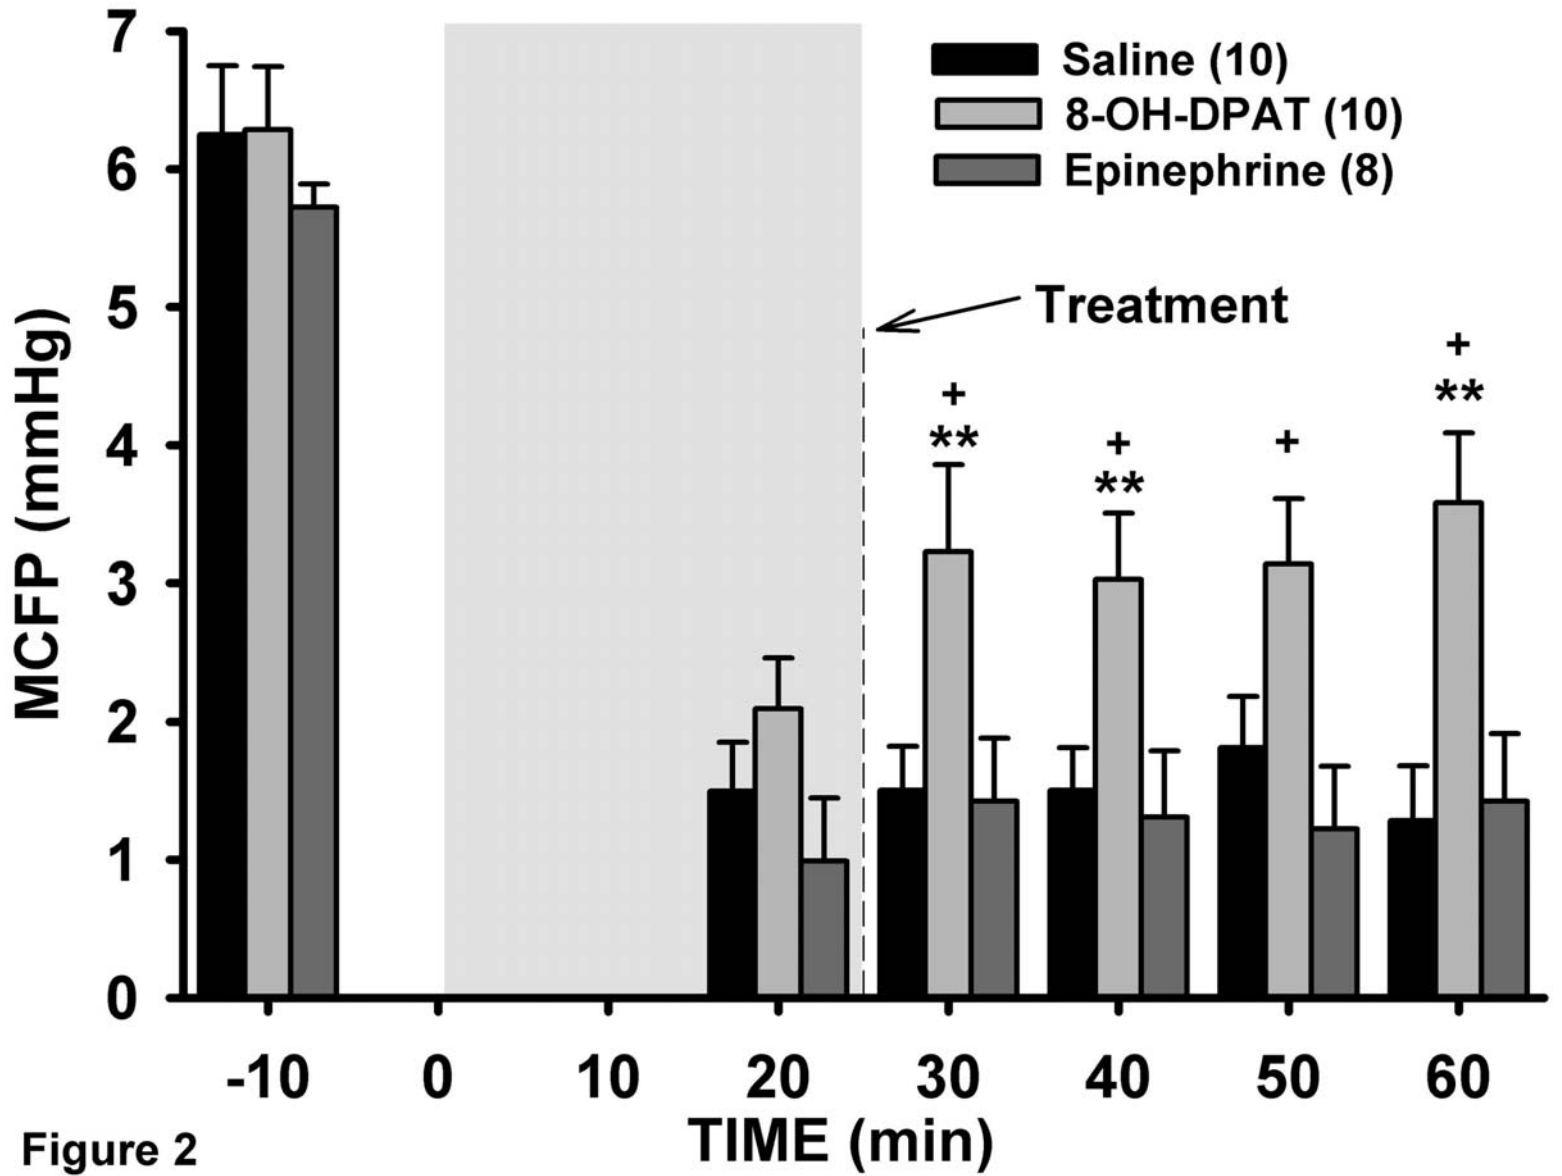 7
6
5
4
3
2
1
0
MCFP (mmHg)
Saline (10)
8-OH-DPAT (10)
Epinephrine (8)
Treatment
+
**
+
**
+
+
**
-10 0 10 20 30 40 50 60
TIME (min)
Figure 2